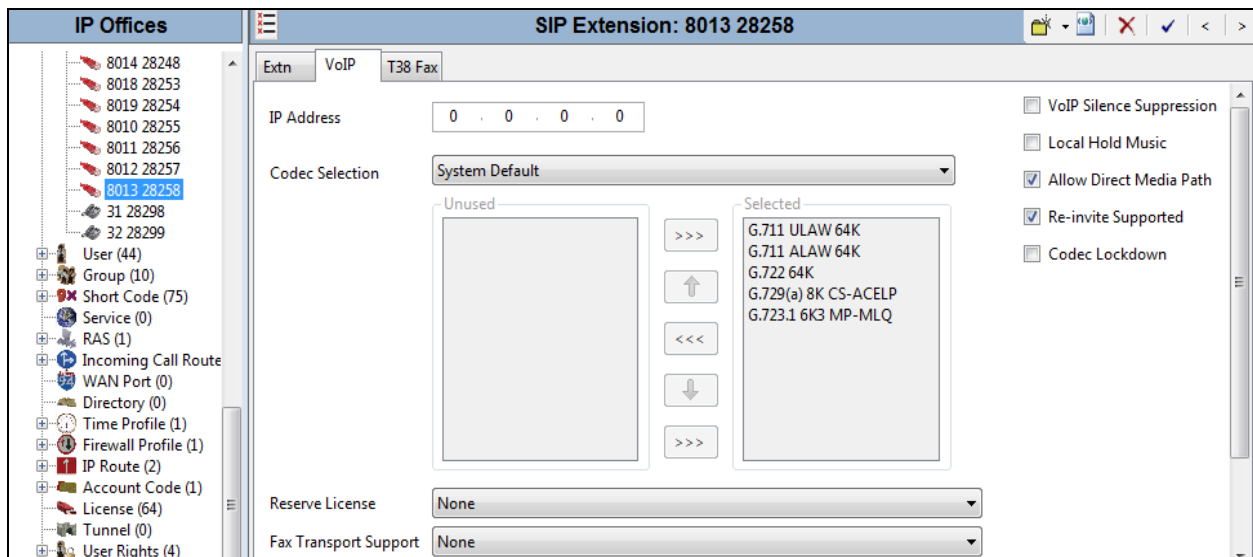 IP Offices
8014 28248
8018 28253
8019 28254
8010 28255
8011 28256
8012 28257
8013 28258
31 28298
32 28299
User (44)
Group (10)
Short Code (75)
Service (0)
RAS (1)
Incoming Call Route
WAN Port (0)
Directory (0)
Time Profile (1)
Firewall Profile (1)
IP Route (2)
Account Code (1)
License (64)
Tunnel (0)
User Rights (4)
SIP Extension: 8013 28258
Extn
VoIP
T38 Fax
IP Address
0 . 0 . 0 . 0
Codec Selection
System Default
Unused
>>>
<<<
>>>
Selected
G.711 ULAW 64K
G.711 ALAW 64K
G.722 64K
G.729(a) 8K CS-ACELP
G.723.1 6K3 MP-MLQ
Reserve License
None
Fax Transport Support
None
VoIP Silence Suppression
Local Hold Music
Allow Direct Media Path
Re-invite Supported
Codec Lockdown